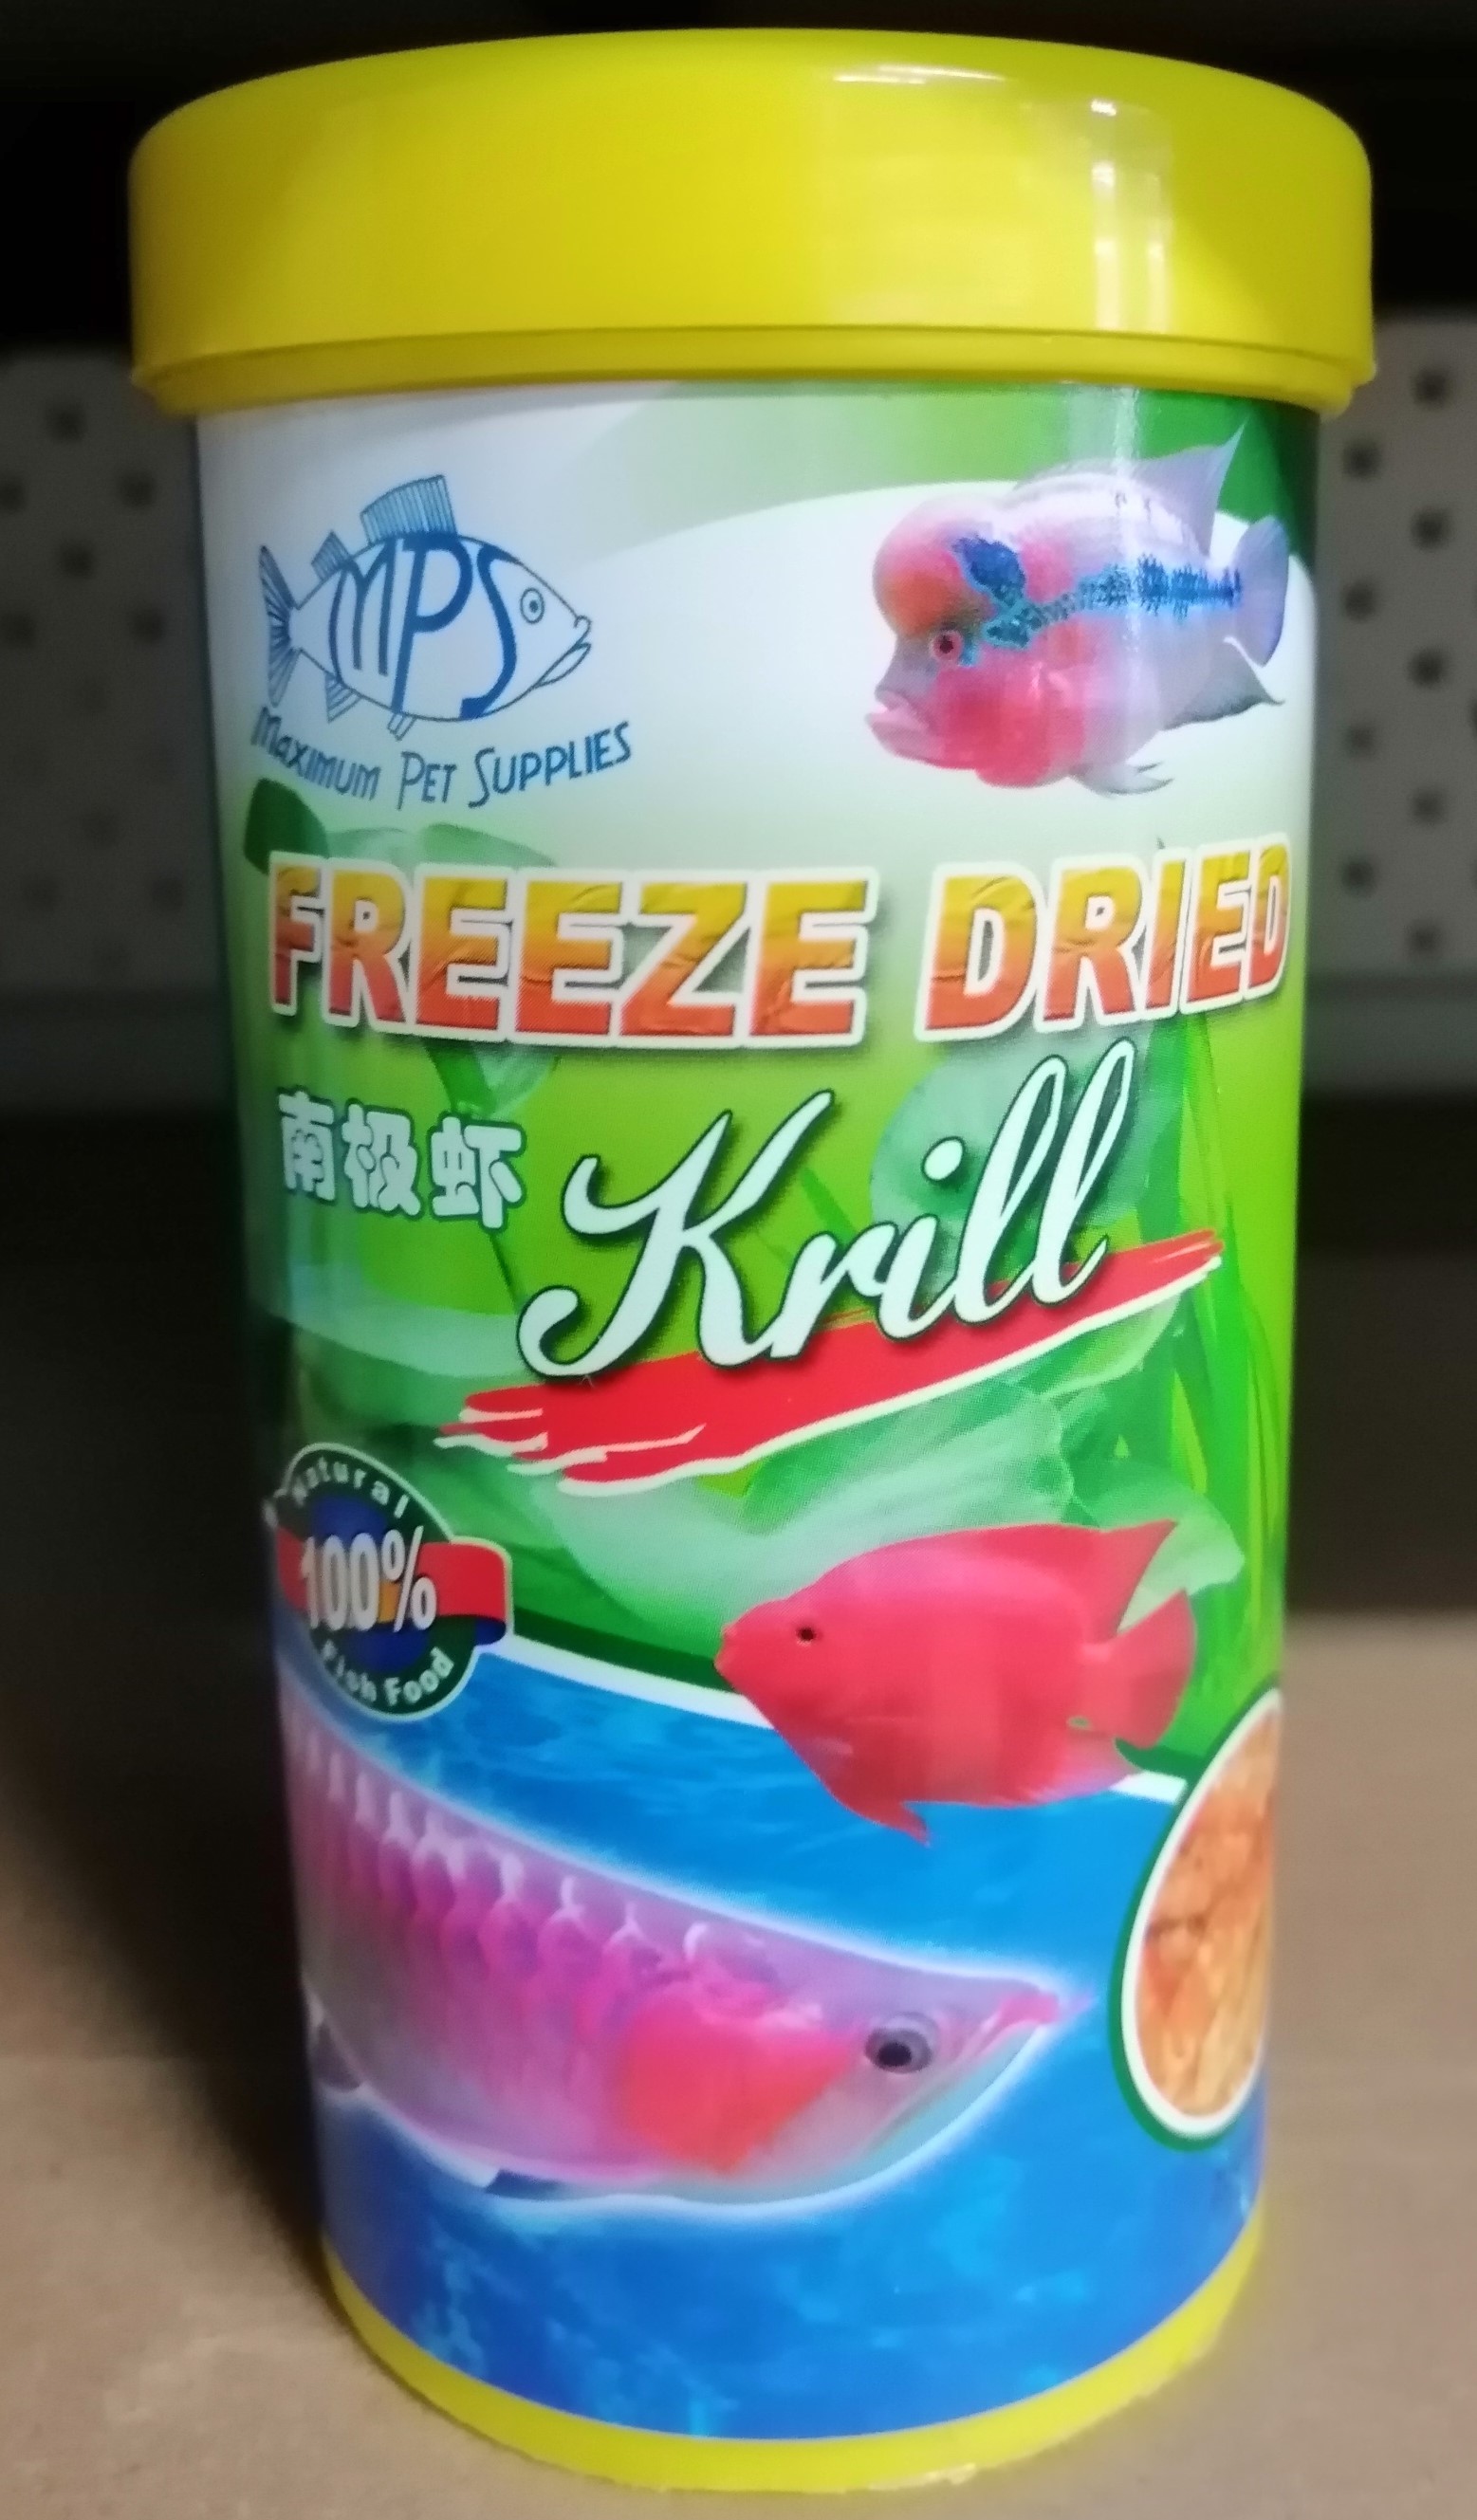 MPS
MAXIMUM PET SUPPLIES
FREEZE DRIED
南极虾
Krill
Natural
100%
Fish Food